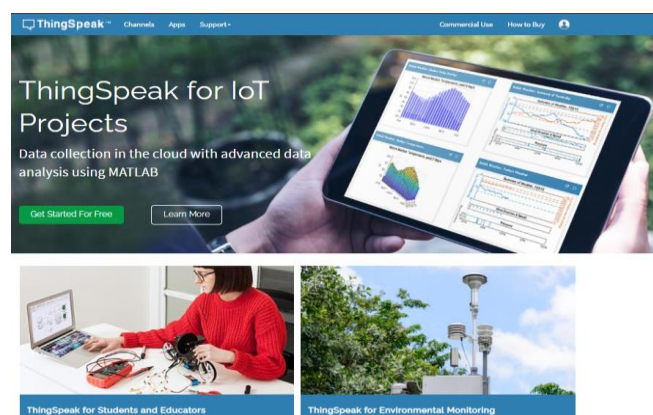 ThingSpeak™ Channels Apps Support Commercial Use How to Buy
ThingSpeak for IoT
Projects
Data collection in the cloud with advanced data
analysis using MATLAB
Get Started For Free Learn More
ThingSpeak for Students and Educators ThingSpeak for Environmental Monitoring